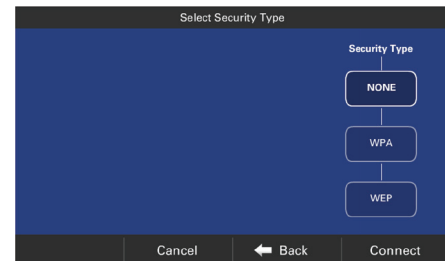 Select Security Type
Security Type
NONE
WPA
WEP
Cancel
Back
Connect